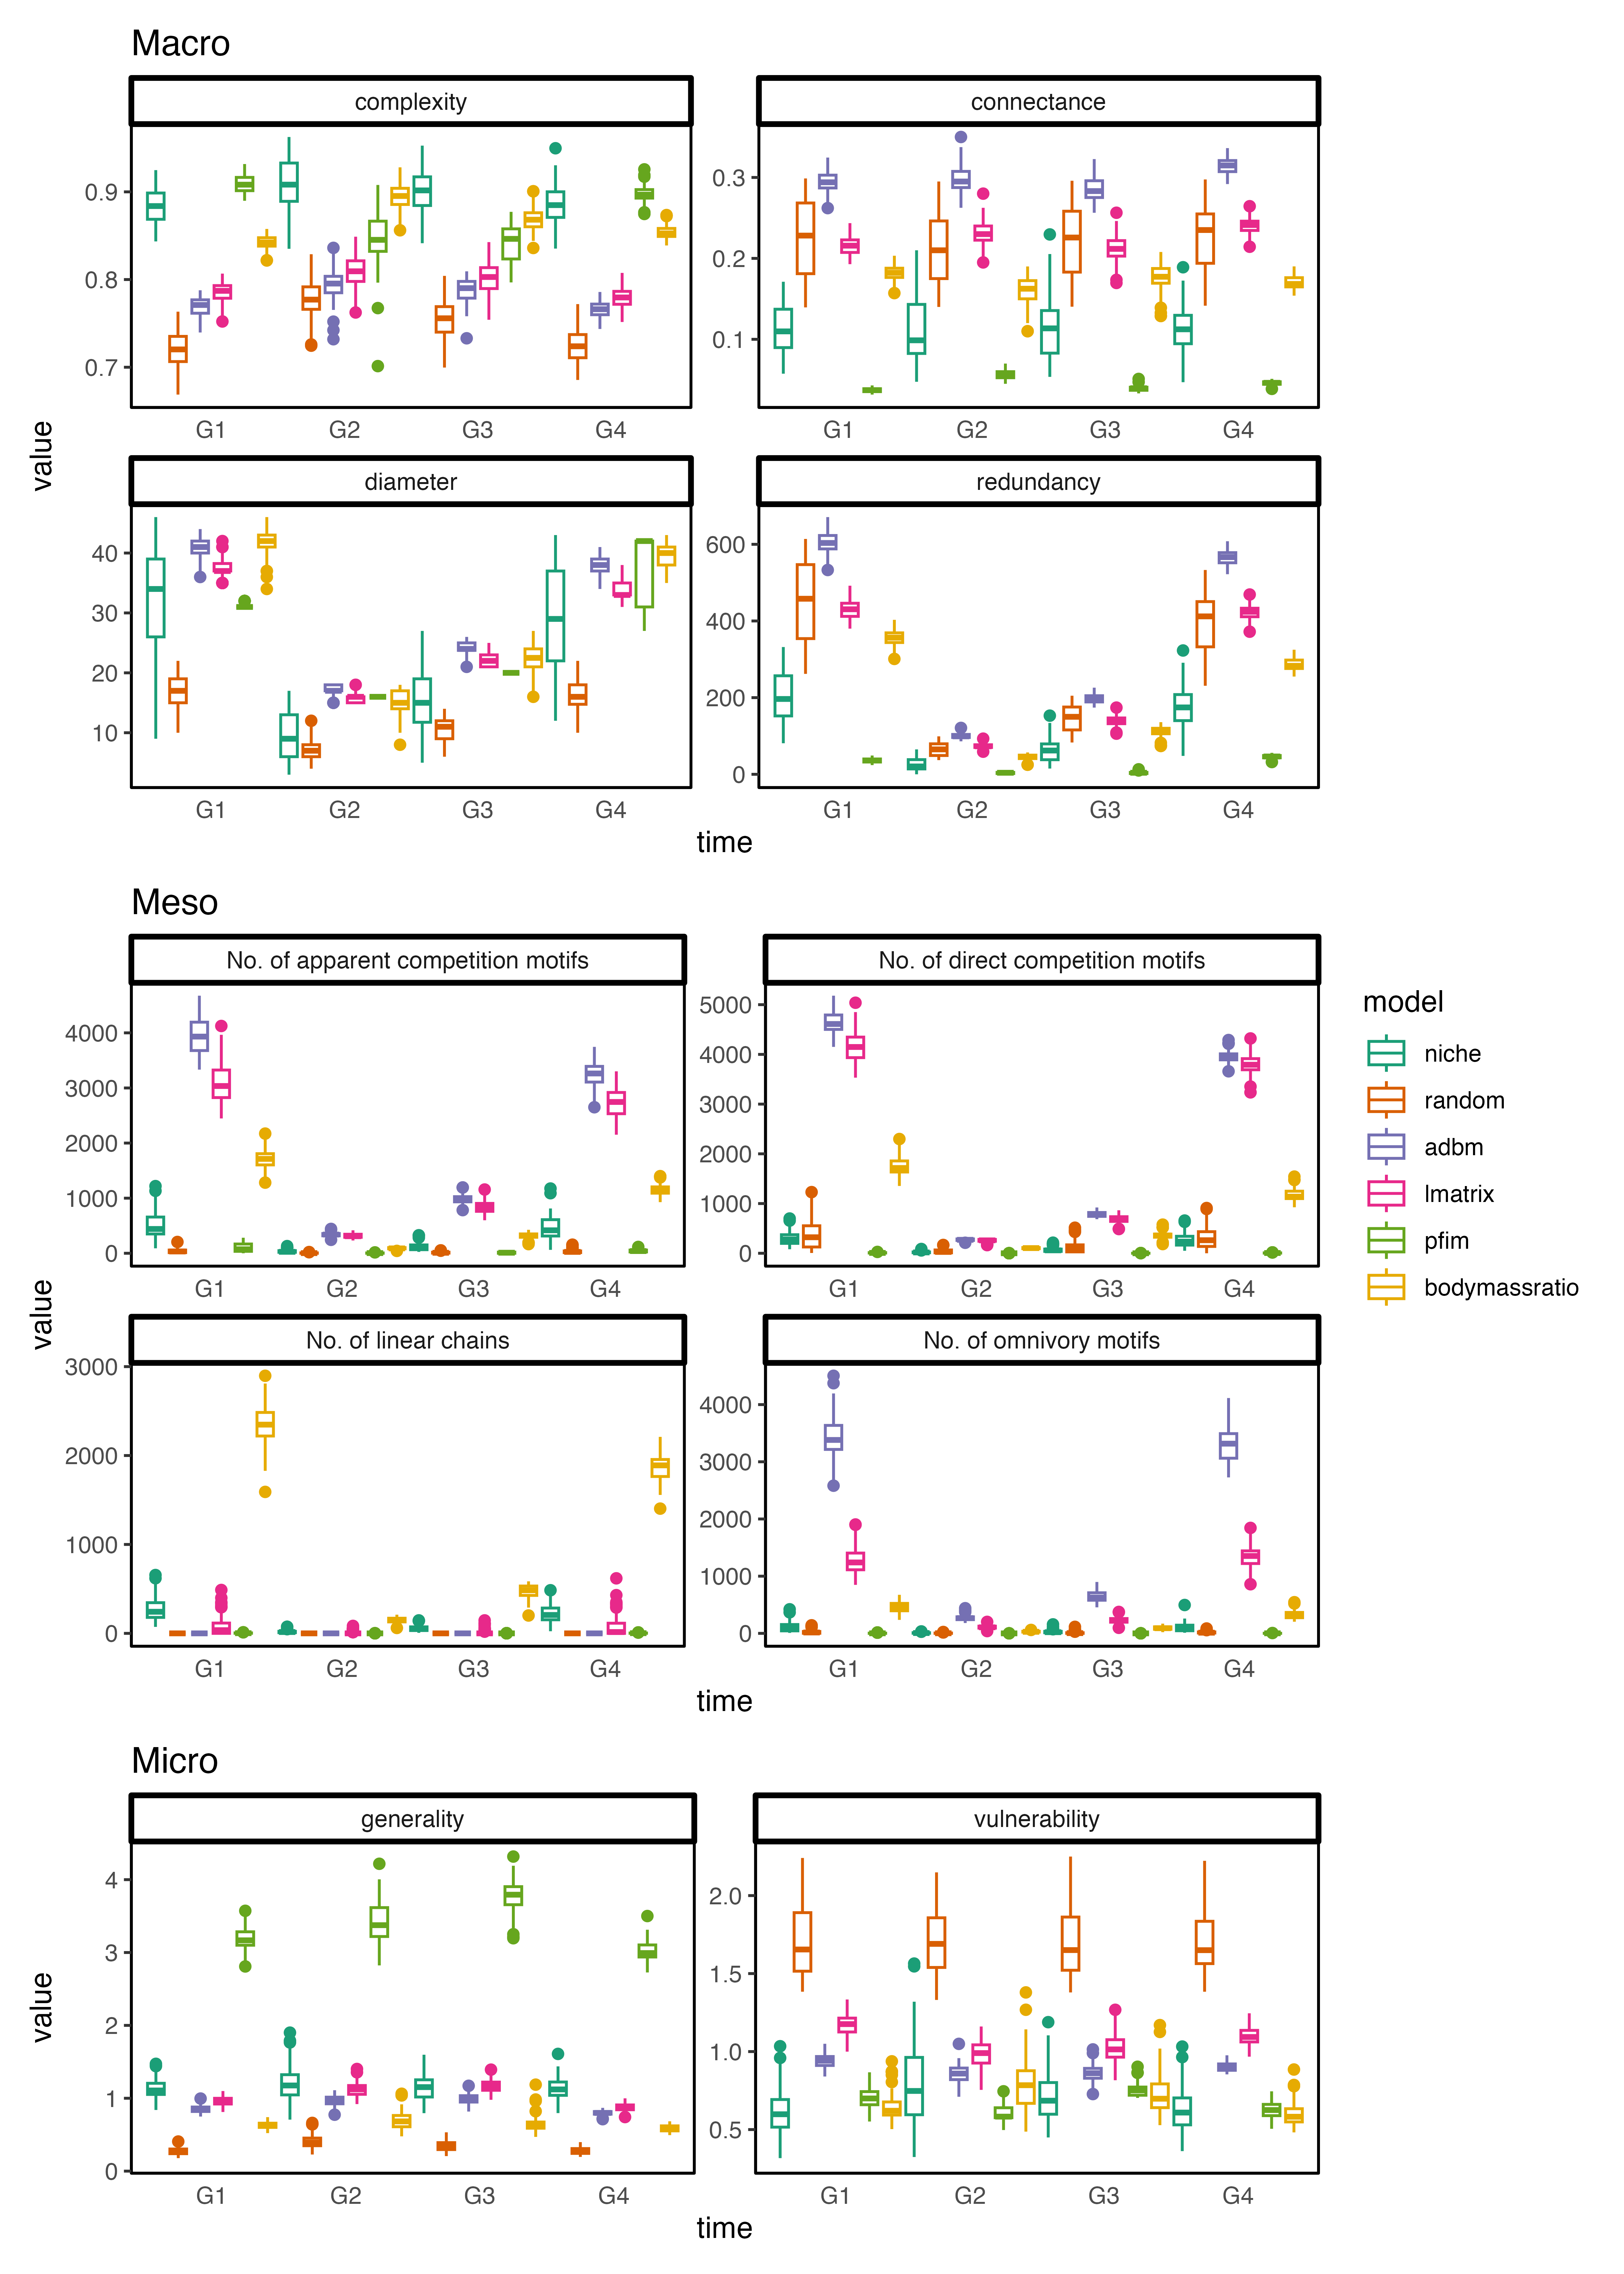 Macro
complexity
connectance
0.9
0.8
0.7
0.3
0.2
0.1
G1 G2 G3 G4
G1 G2 G3 G4
value
diameter
redundancy
40
30
20
10
600
400
200
0
G1 G2 G3 G4
G1 G2 G3 G4
time
Meso
No. of apparent competition motifs
No. of direct competition motifs
4000
3000
2000
1000
0
5000
4000
3000
2000
1000
0
G1 G2 G3 G4
G1 G2 G3 G4
value
No. of linear chains
No. of omnivory motifs
3000
2000
1000
0
4000
3000
2000
1000
0
G1 G2 G3 G4
G1 G2 G3 G4
time
model
niche
random
adbm
lmatrix
pfim
bodymassratio
Micro
generality
vulnerability
value
4
3
2
1
0
2.0
1.5
1.0
0.5
G1 G2 G3 G4
G1 G2 G3 G4
time